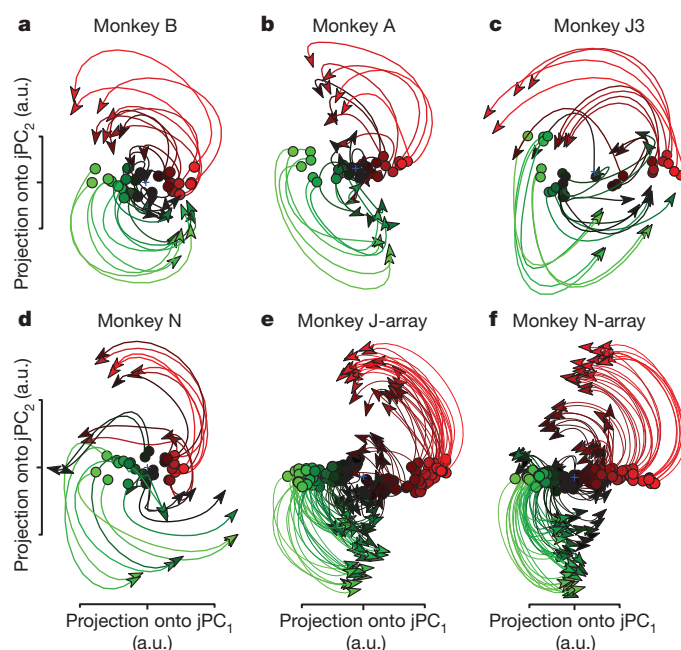 a Monkey B
b Monkey A
c Monkey J3
Projection onto jPC2 (a.u.)
d Monkey N
e Monkey J-array
f Monkey N-array
Projection onto jPC2 (a.u.)
Projection onto jPC1
(a.u.)
Projection onto jPC1
(a.u.)
Projection onto jPC1
(a.u.)